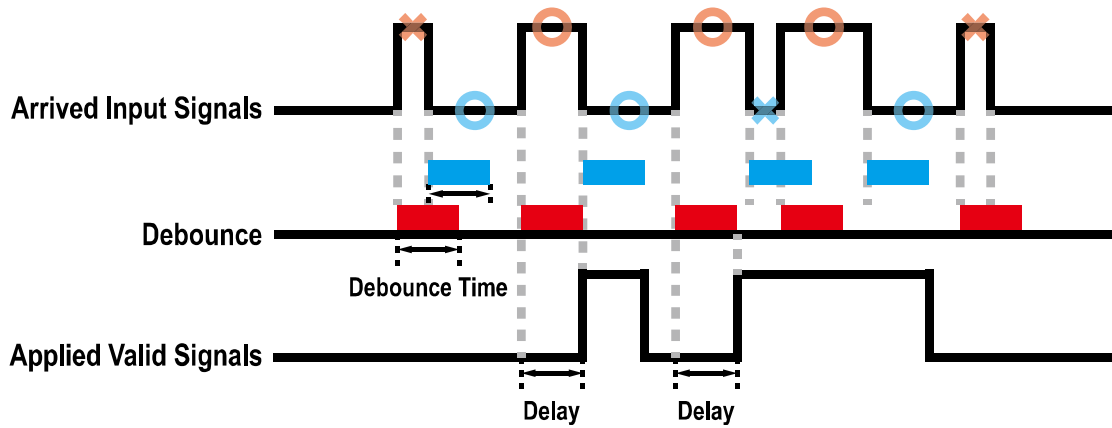 Arrived Input Signals
Debounce
Debounce Time
Applied Valid Signals
Delay
Delay